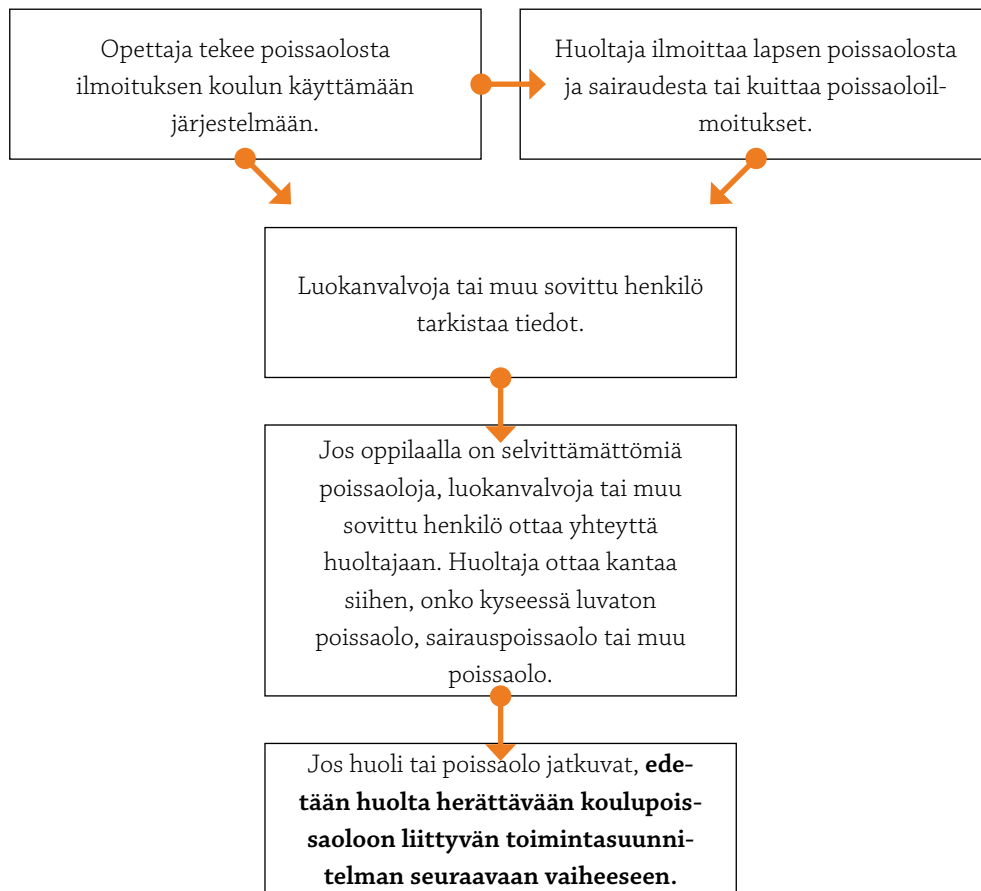 Opettaja tekee poissaolosta
ilmoituksen koulun käyttämään
järjestelmään.
Huoltaja ilmoittaa lapsen poissaolosta
ja sairaudesta tai kuittaa poissaoloil-
moitukset.
Luokanvalvoja tai muu sovittu henkilö
tarkistaa tiedot.
Jos oppilaalla on selvittämättömiä
poissaoloja, luokanvalvoja tai muu
sovittu henkilö ottaa yhteyttä
huoltajaan. Huoltaja ottaa kantaa
siihen, onko kyseessä luvaton
poissaolo, sairauspoissaolo tai muu
poissaolo.
Jos huoli tai poissaolo jatkuvat, ede-
tään huolta herättävään koulupois-
saoloon liittyvän toimintasuunni-
telman seuraavaan vaiheeseen.